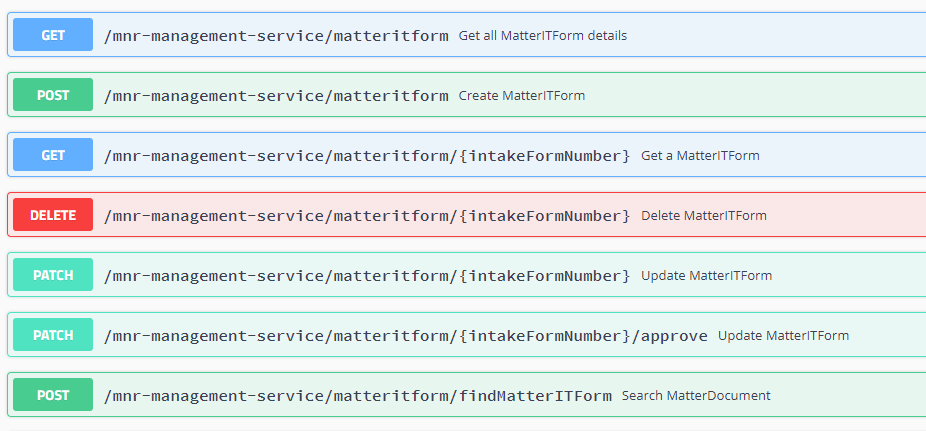 GET /mnr-management-service/matteritform Get all MatterITForm details
POST /mnr-management-service/matteritform Create MatterITForm
GET /mnr-management-service/matteritform/{intakeFormNumber} Get a MatterITForm
DELETE /mnr-management-service/matteritform/{intakeFormNumber} Delete MatterITForm
PATCH /mnr-management-service/matteritform/{intakeFormNumber} Update MatterITForm
PATCH /mnr-management-service/matteritform/{intakeFormNumber}/approve Update MatterITForm
POST /mnr-management-service/matteritform/findMatterITForm Search MatterDocument